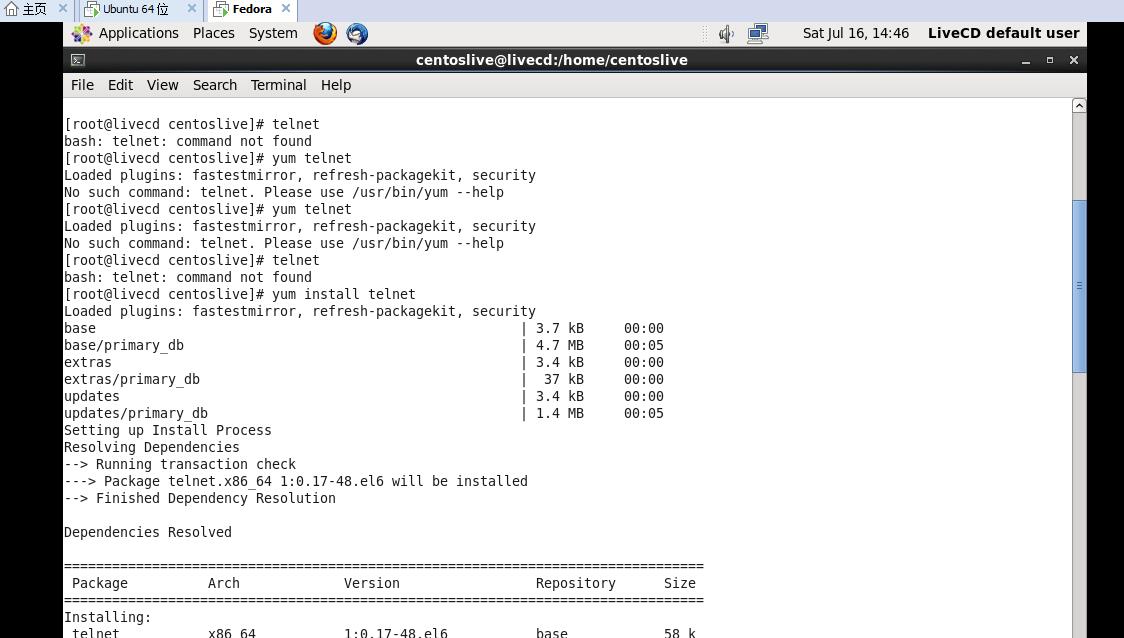 主页 Ubuntu 64 位 Fedora
Applications Places System Sat Jul 16, 14:46 LiveCD default user
centoslive@livecd:/home/centoslive
File Edit View Search Terminal Help
[root@livecd centoslive]# telnet
bash: telnet: command not found
[root@livecd centoslive]# yum telnet
Loaded plugins: fastestmirror, refresh-packagekit, security
No such command: telnet. Please use /usr/bin/yum --help
[root@livecd centoslive]# yum telnet
Loaded plugins: fastestmirror, refresh-packagekit, security
No such command: telnet. Please use /usr/bin/yum --help
[root@livecd centoslive]# telnet
bash: telnet: command not found
[root@livecd centoslive]# yum install telnet
Loaded plugins: fastestmirror, refresh-packagekit, security
base | 3.7 kB 00:00
base/primary_db | 4.7 MB 00:05
extras | 3.4 kB 00:00
extras/primary_db | 37 kB 00:00
updates | 3.4 kB 00:00
updates/primary_db | 1.4 MB 00:05
Setting up Install Process
Resolving Dependencies
--> Running transaction check
---> Package telnet.x86_64 1:0.17-48.el6 will be installed
--> Finished Dependency Resolution
Dependencies Resolved
================================================================================
Package Arch Version Repository Size
================================================================================
Installing:
telnet x86_64 1:0.17-48.el6 base 58 k